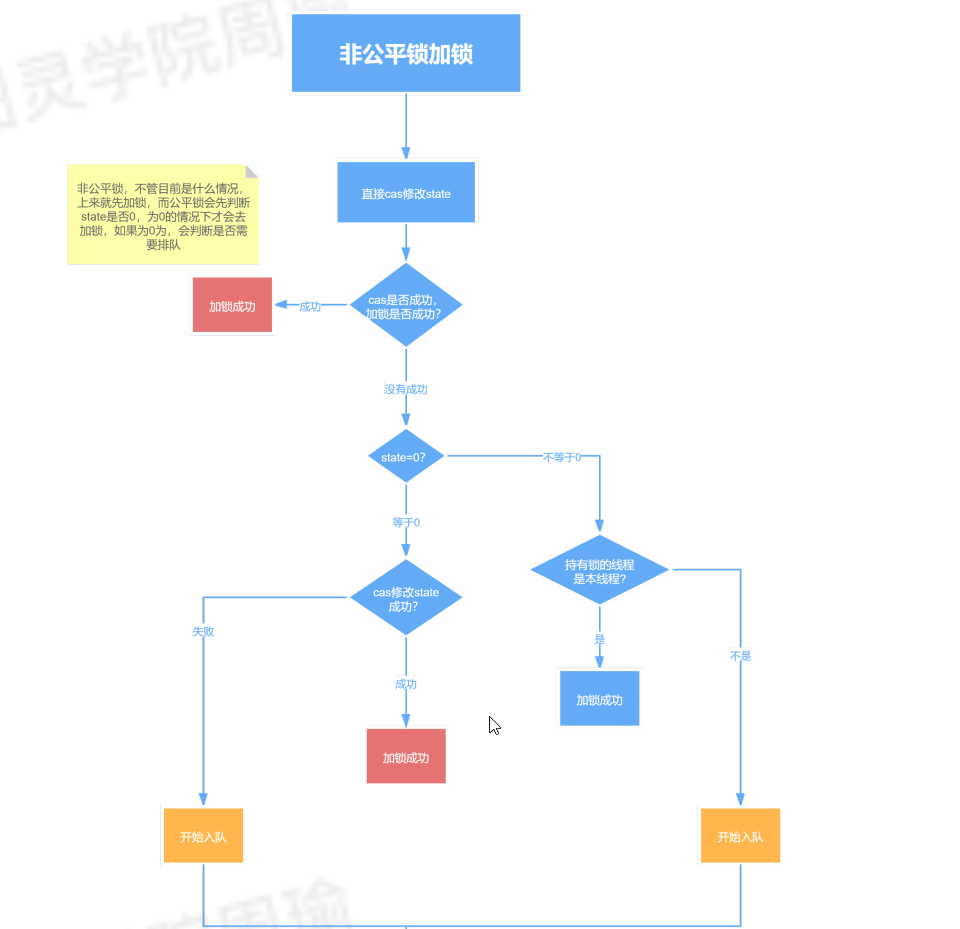 灵学院周瑜
非公平锁加锁
直接cas修改state
非公平锁，不管目前是什么情况，
上来就先加锁，而公平锁会先判断
state是否0，为0的情况下才会去
加锁，如果为0为，会判断是否需
要排队
cas是否成功，
加锁是否成功？
成功
加锁成功
没有成功
state=0？
不等于0
等于0
持有锁的线程
是本线程？
cas修改state
成功？
失败
是
不是
成功
加锁成功
加锁成功
开始入队
开始入队
院周瑜